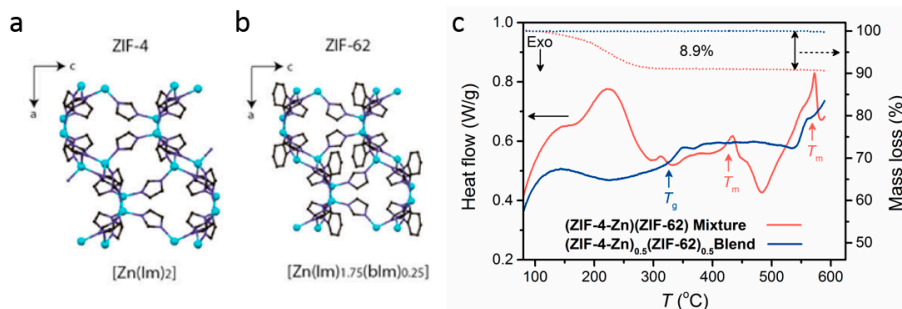 a
ZIF-4
c
a
[Zn(Im)2]
b
ZIF-62
c
a
[Zn(Im)1.75(bIm)0.25]
c
Heat flow (W/g)
1.0
0.8
0.6
0.4
0.2
Exo
8.9%
Tm
Tm
Tg
(ZIF-4-Zn)(ZIF-62) Mixture
(ZIF-4-Zn)0.5(ZIF-62)0.5Blend
100
90
80
70
60
50
Mass loss (%)
100
200
300
400
500
600
T (°C)